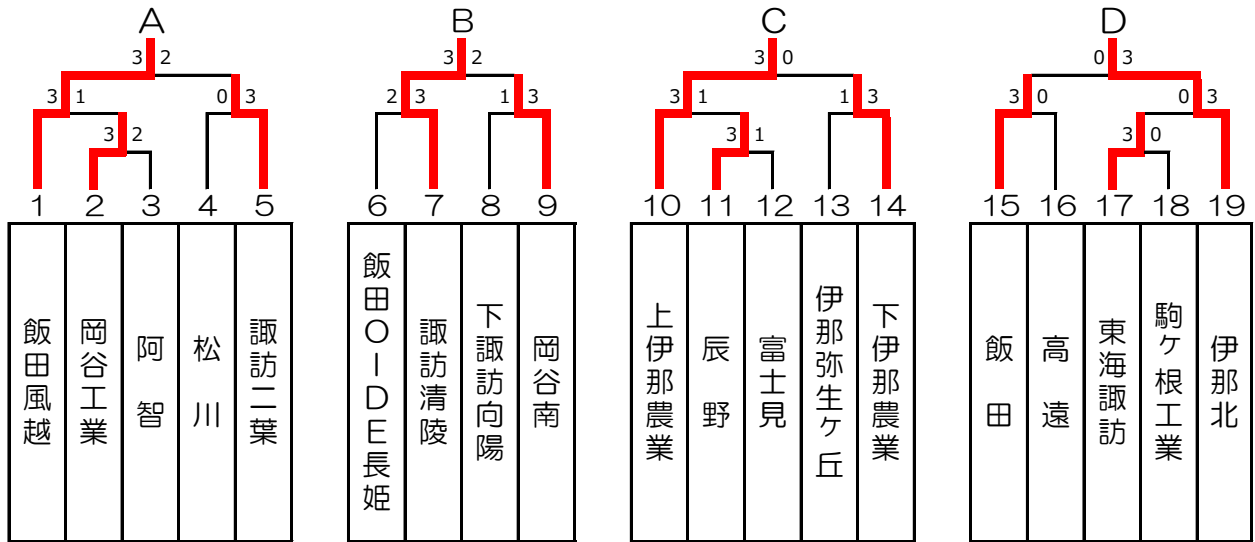 A B C D
3 2 3 2 3 0 0 3
3 1 0 3 2 3 1 3 3 1 1 3 3 0 0 3
3 2 3 1 3 0
1 2 3 4 5 6 7 8 9 10 11 12 13 14 15 16 17 18 19
飯田風越
岡谷工業
阿智
松川
諏訪二葉
飯田OIDE長姫
諏訪清陵
下諏訪向陽
岡谷南
上伊那農業
辰野
富士見
伊那弥生ヶ丘
下伊那農業
飯田
高遠
東海諏訪
駒ヶ根工業
伊那北